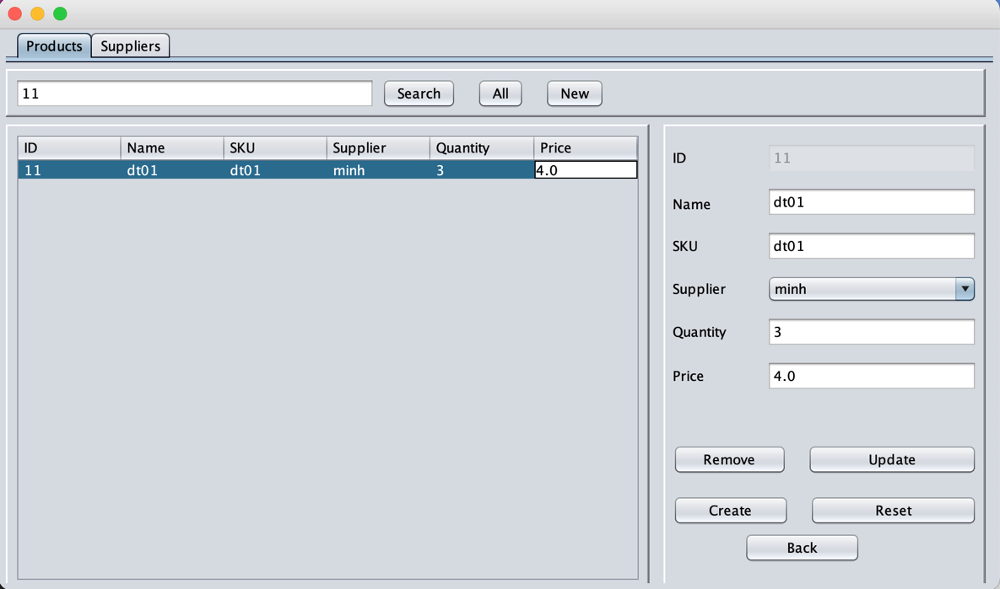 Products Suppliers
11 Search All New
ID Name SKU Supplier Quantity Price
11 dt01 dt01 minh 3 4.0
ID 11
Name dt01
SKU dt01
Supplier minh
Quantity 3
Price 4.0
Remove Update
Create Reset
Back